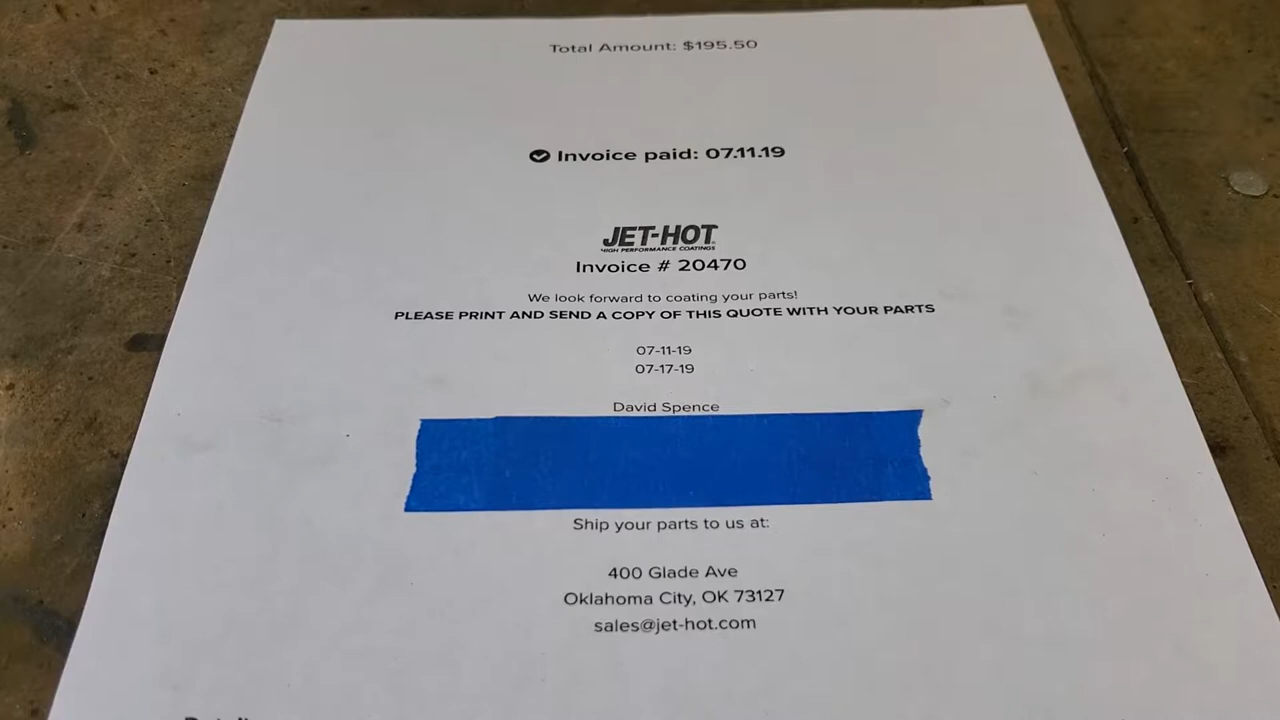 Total Amount: $195.50
Invoice paid: 07.11.19
JET-HOT
HIGH PERFORMANCE COATINGS
Invoice # 20470
We look forward to coating your parts!
PLEASE PRINT AND SEND A COPY OF THIS QUOTE WITH YOUR PARTS
07-11-19
07-17-19
David Spence
Ship your parts to us at:
400 Glade Ave
Oklahoma City, OK 73127
sales@jet-hot.com